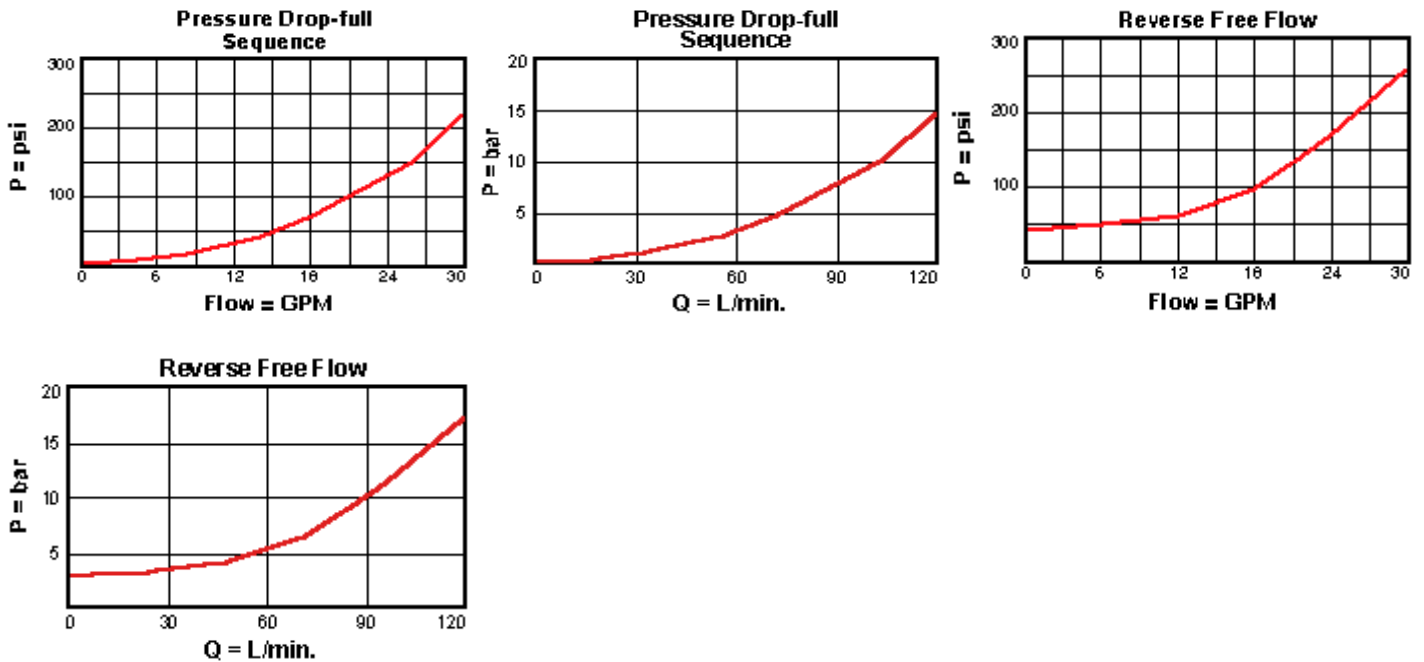 Pressure Drop-full
Sequence
300
200
100
P = psi
0 6 12 18 24 30
Flow = GPM
Pressure Drop-full
Sequence
20
15
10
5
P = bar
0 30 60 90 120
Q = L/min.
Reverse Free Flow
300
200
100
P = psi
0 6 12 18 24 30
Flow = GPM
Reverse Free Flow
20
15
10
5
P = bar
0 30 60 90 120
Q = L/min.